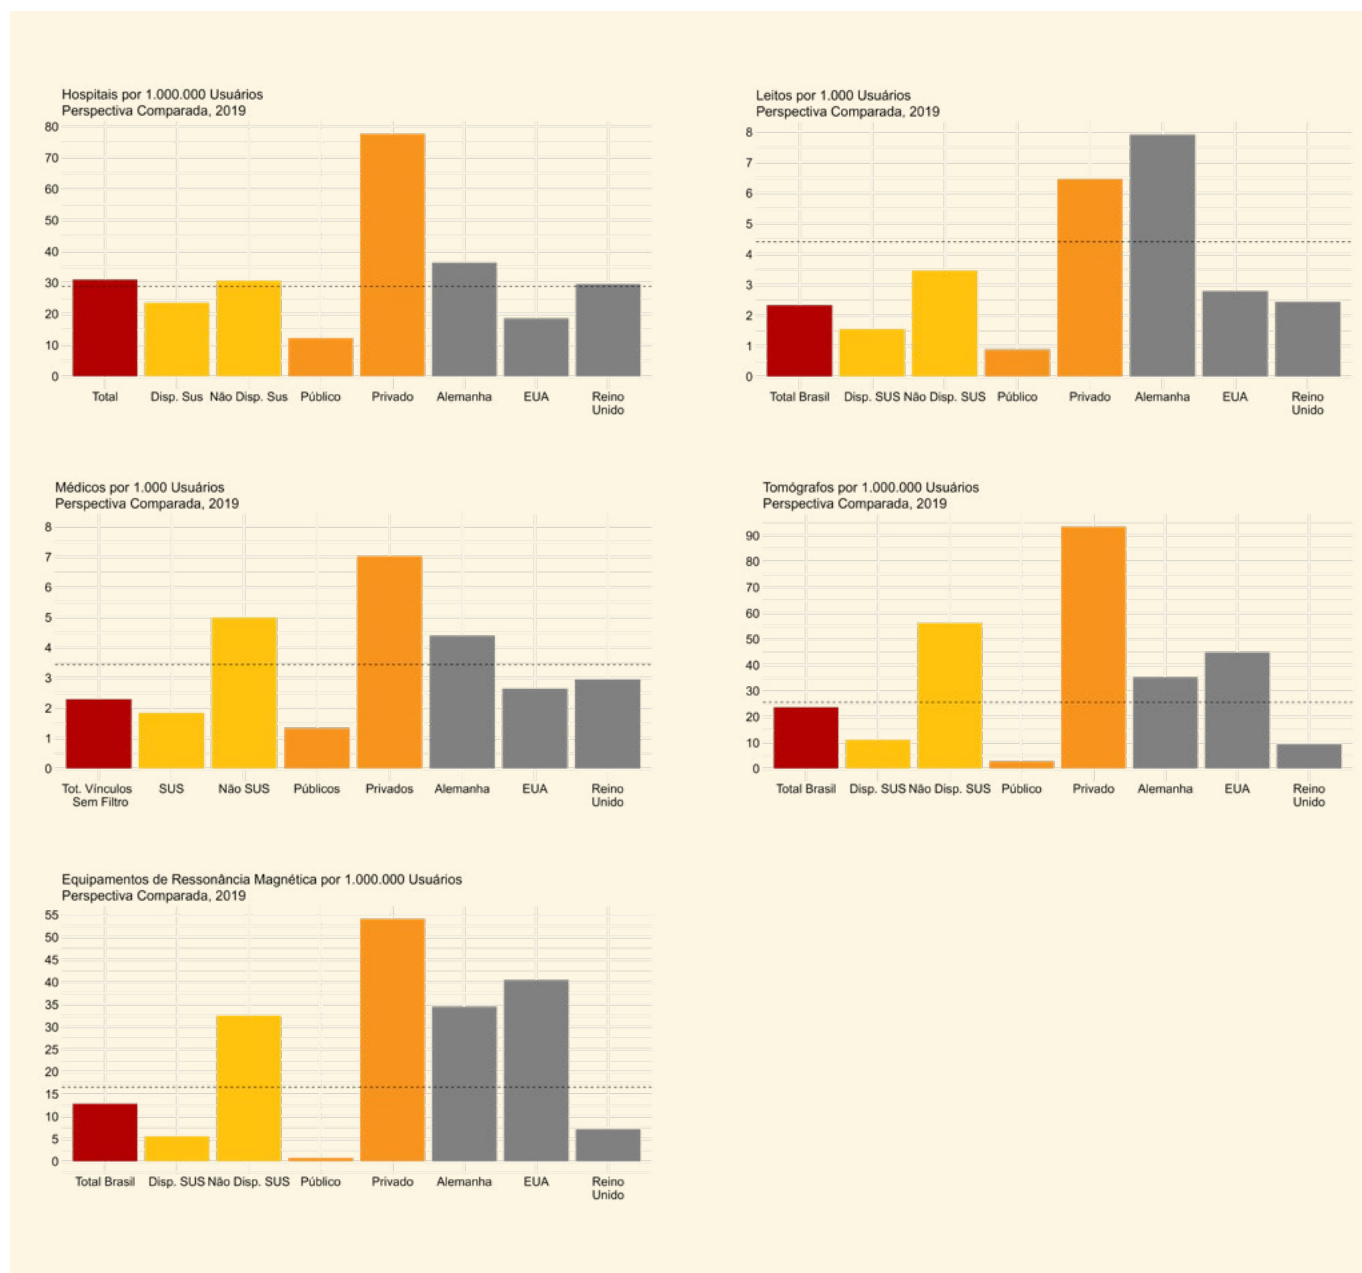 Hospitais por 1.000.000 Usuários
Perspectiva Comparada, 2019
80
70
60
50
40
30
20
10
0
Total Disp. Sus Não Disp. Sus Público Privado Alemanha EUA Reino
Unido
Leitos por 1.000 Usuários
Perspectiva Comparada, 2019
8
7
6
5
4
3
2
1
0
Total Brasil Disp. SUS Não Disp. SUS Público Privado Alemanha EUA Reino
Unido
Médicos por 1.000 Usuários
Perspectiva Comparada, 2019
8
7
6
5
4
3
2
1
0
Tot. Vínculos SUS Não SUS Públicos Privados Alemanha EUA Reino
Sem Filtro Unido
Tomógrafos por 1.000.000 Usuários
Perspectiva Comparada, 2019
90
80
70
60
50
40
30
20
10
0
Total Brasil Disp. SUS Não Disp. SUS Público Privado Alemanha EUA Reino
Unido
Equipamentos de Ressonância Magnética por 1.000.000 Usuários
Perspectiva Comparada, 2019
55
50
45
40
35
30
25
20
15
10
5
0
Total Brasil Disp. SUS Não Disp. SUS Público Privado Alemanha EUA Reino
Unido